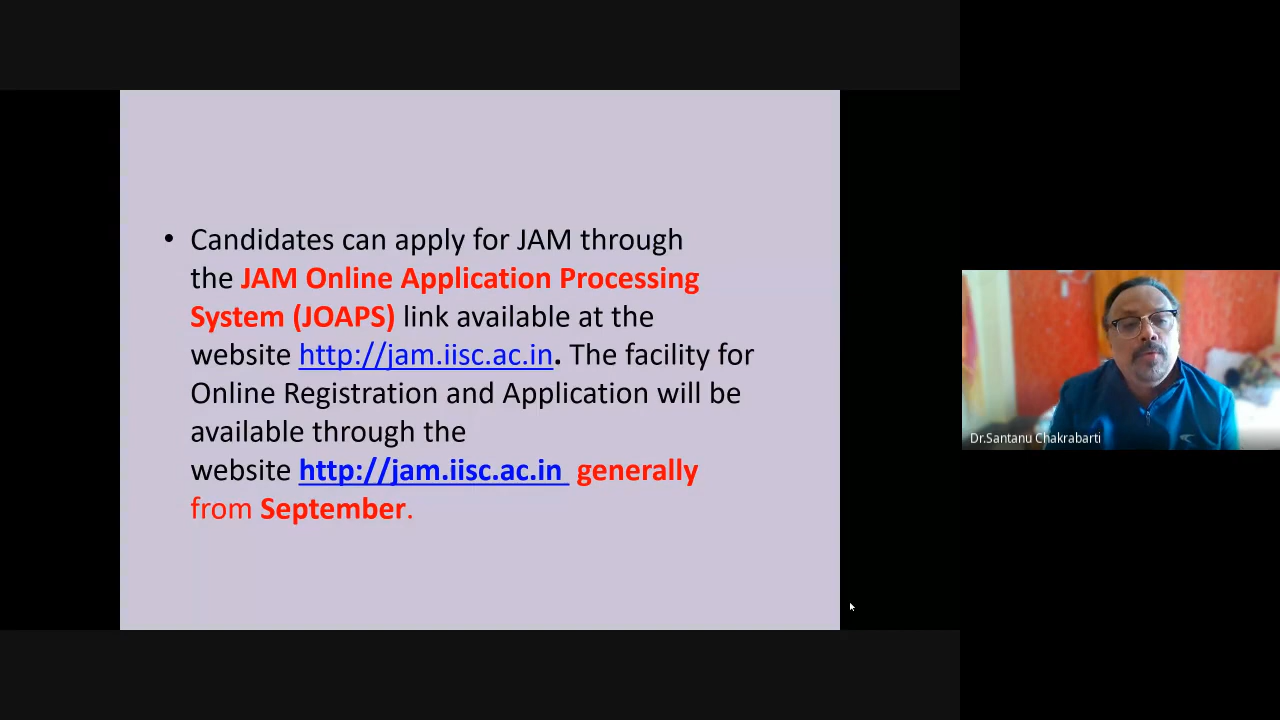 • Candidates can apply for JAM through
the JAM Online Application Processing
System (JOAPS) link available at the
website http://jam.iisc.ac.in. The facility for
Online Registration and Application will be
available through the
website http://jam.iisc.ac.in generally
from September.
Dr.Santanu Chakrabarti